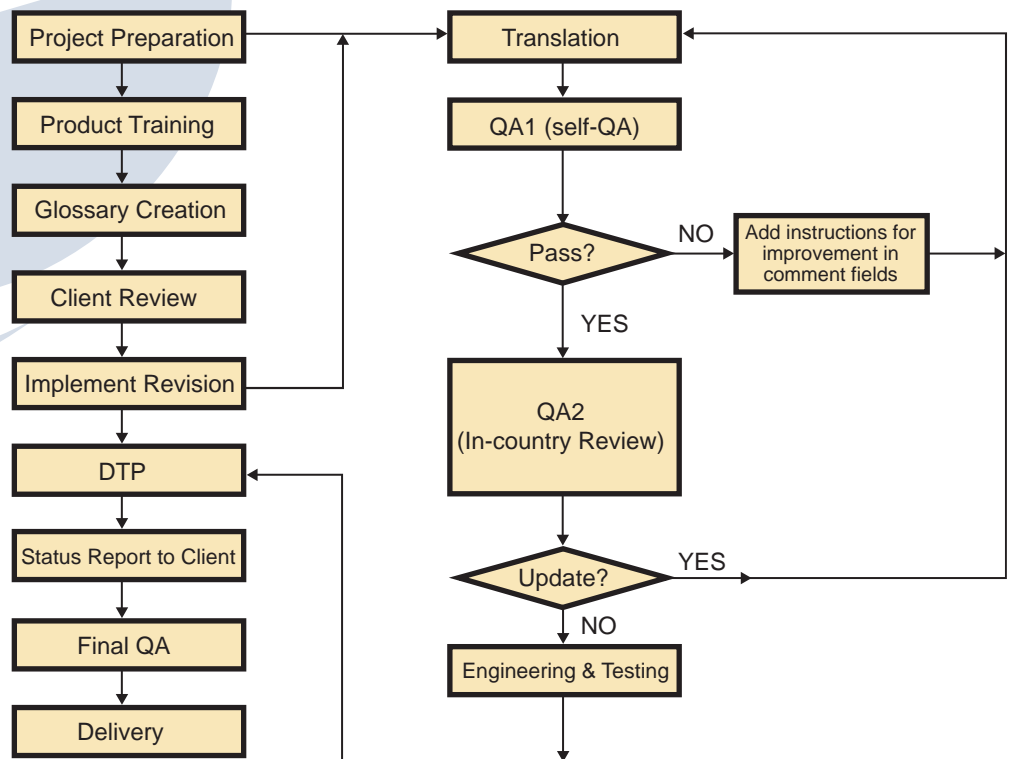 Project Preparation
Product Training
Glossary Creation
Client Review
Implement Revision
DTP
Status Report to Client
Final QA
Delivery
Translation
QA1 (self-QA)
Pass?
NO
Add instructions for
improvement in
comment fields
YES
QA2
(In-country Review)
Update?
YES
NO
Engineering & Testing